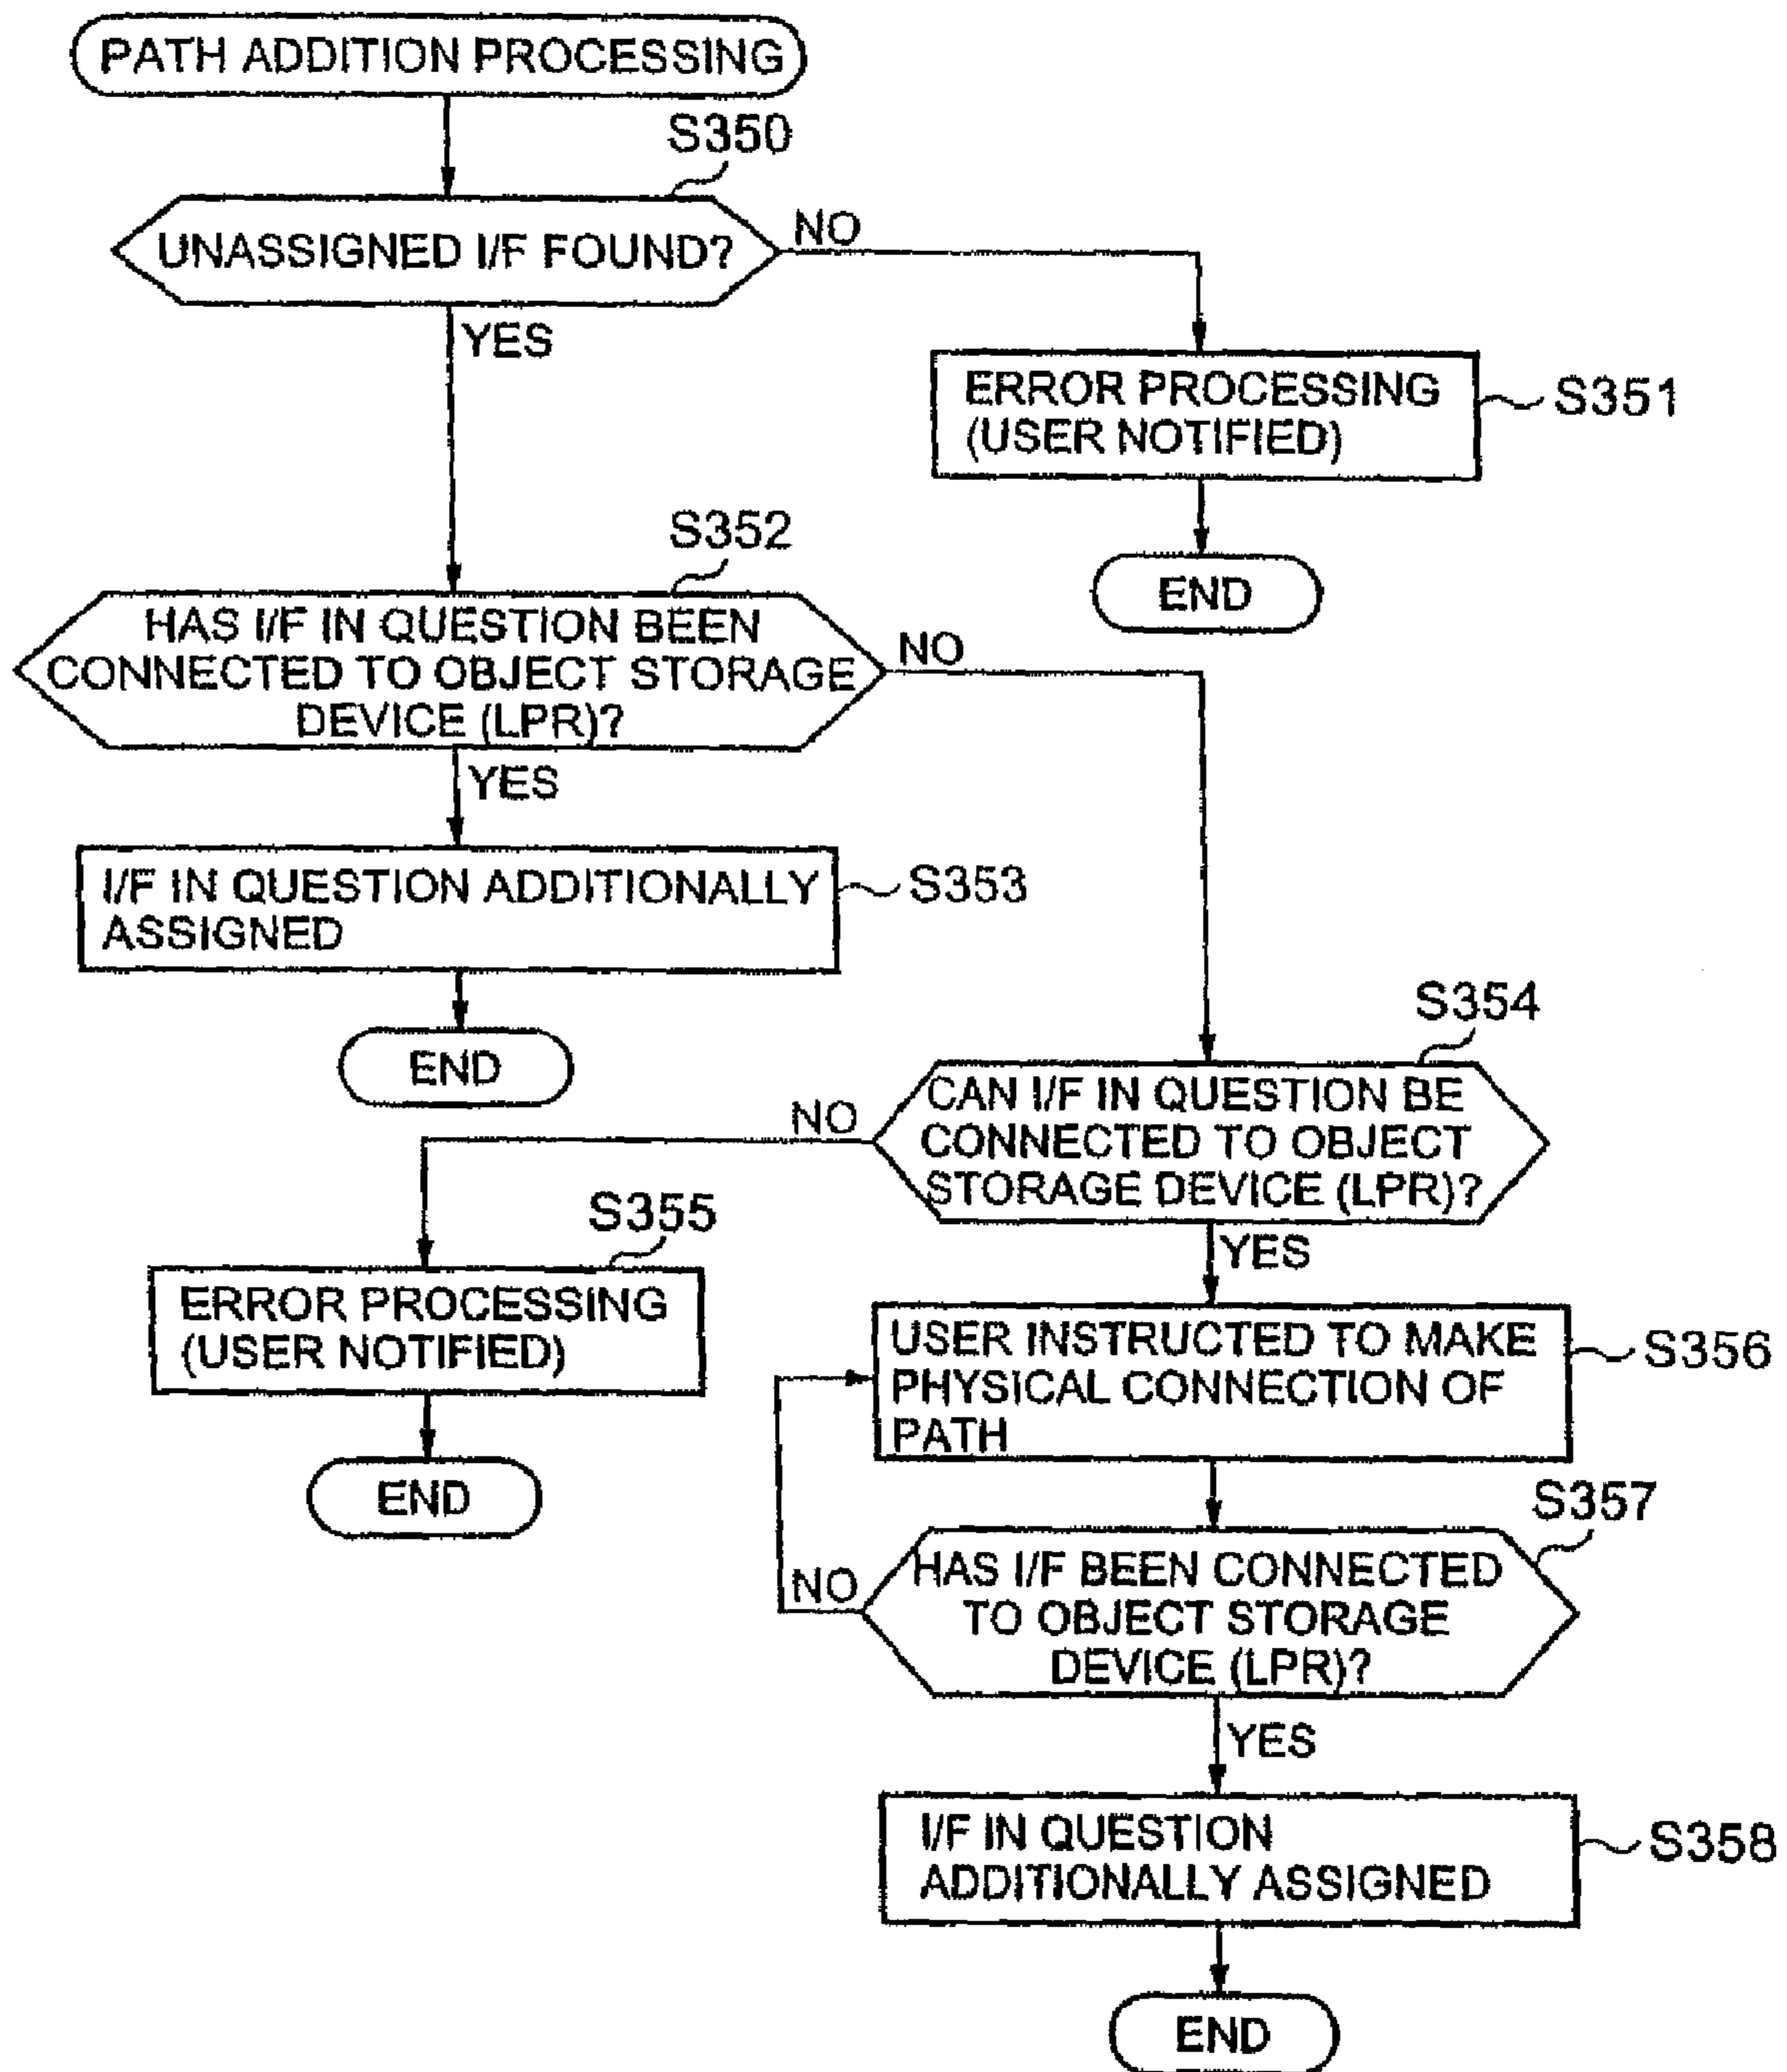 PATH ADDITION PROCESSING
S350
UNASSIGNED I/F FOUND?
NO
YES
ERROR PROCESSING
(USER NOTIFIED)
S351
END
S352
HAS I/F IN QUESTION BEEN
CONNECTED TO OBJECT STORAGE
DEVICE (LPR)?
NO
YES
I/F IN QUESTION ADDITIONALLY
ASSIGNED
S353
END
S354
CAN I/F IN QUESTION BE
CONNECTED TO OBJECT
STORAGE DEVICE (LPR)?
NO
YES
S355
ERROR PROCESSING
(USER NOTIFIED)
END
USER INSTRUCTED TO MAKE
PHYSICAL CONNECTION OF
PATH
S356
S357
HAS I/F BEEN CONNECTED
TO OBJECT STORAGE
DEVICE (LPR)?
NO
YES
I/F IN QUESTION
ADDITIONALLY ASSIGNED
S358
END